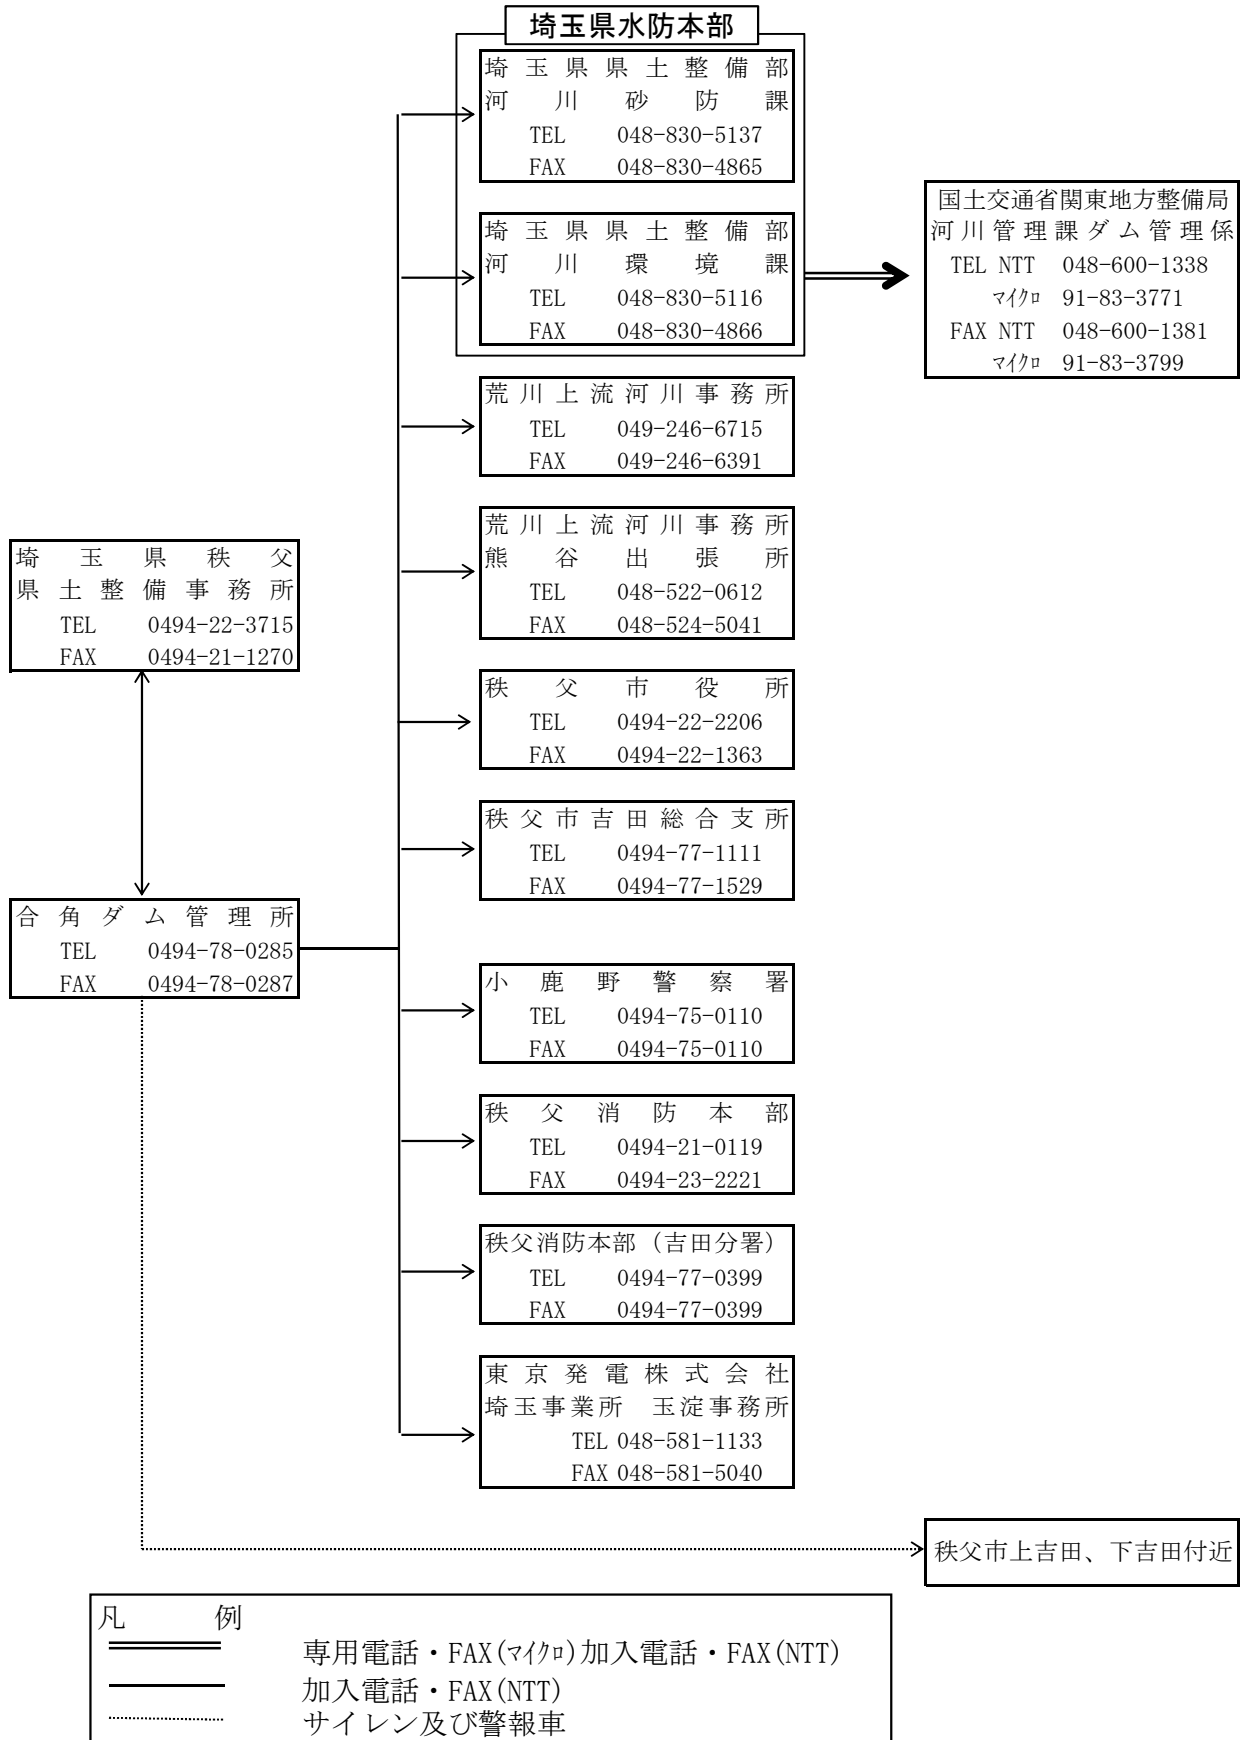 埼玉県水防本部
埼玉県県土整備部
河川砂防課
TEL 048-830-5137
FAX 048-830-4865
埼玉県県土整備部
河川環境課
TEL 048-830-5116
FAX 048-830-4866
国土交通省関東地方整備局
河川管理課ダム管理係
TEL NTT 048-600-1338
ﾏｲｸﾛ 91-83-3771
FAX NTT 048-600-1381
ﾏｲｸﾛ 91-83-3799
荒川上流河川事務所
TEL 049-246-6715
FAX 049-246-6391
荒川上流河川事務所
熊谷出張所
TEL 048-522-0612
FAX 048-524-5041
埼玉県秩父
県土整備事務所
TEL 0494-22-3715
FAX 0494-21-1270
秩父市役所
TEL 0494-22-2206
FAX 0494-22-1363
秩父市吉田総合支所
TEL 0494-77-1111
FAX 0494-77-1529
合角ダム管理所
TEL 0494-78-0285
FAX 0494-78-0287
小鹿野警察署
TEL 0494-75-0110
FAX 0494-75-0110
秩父消防本部
TEL 0494-21-0119
FAX 0494-23-2221
秩父消防本部（吉田分署）
TEL 0494-77-0399
FAX 0494-77-0399
東京発電株式会社
埼玉事業所 玉淀事務所
TEL 048-581-1133
FAX 048-581-5040
秩父市上吉田、下吉田付近
凡例
専用電話・FAX(ﾏｲｸﾛ)加入電話・FAX(NTT)
加入電話・FAX(NTT)
サイレン及び警報車